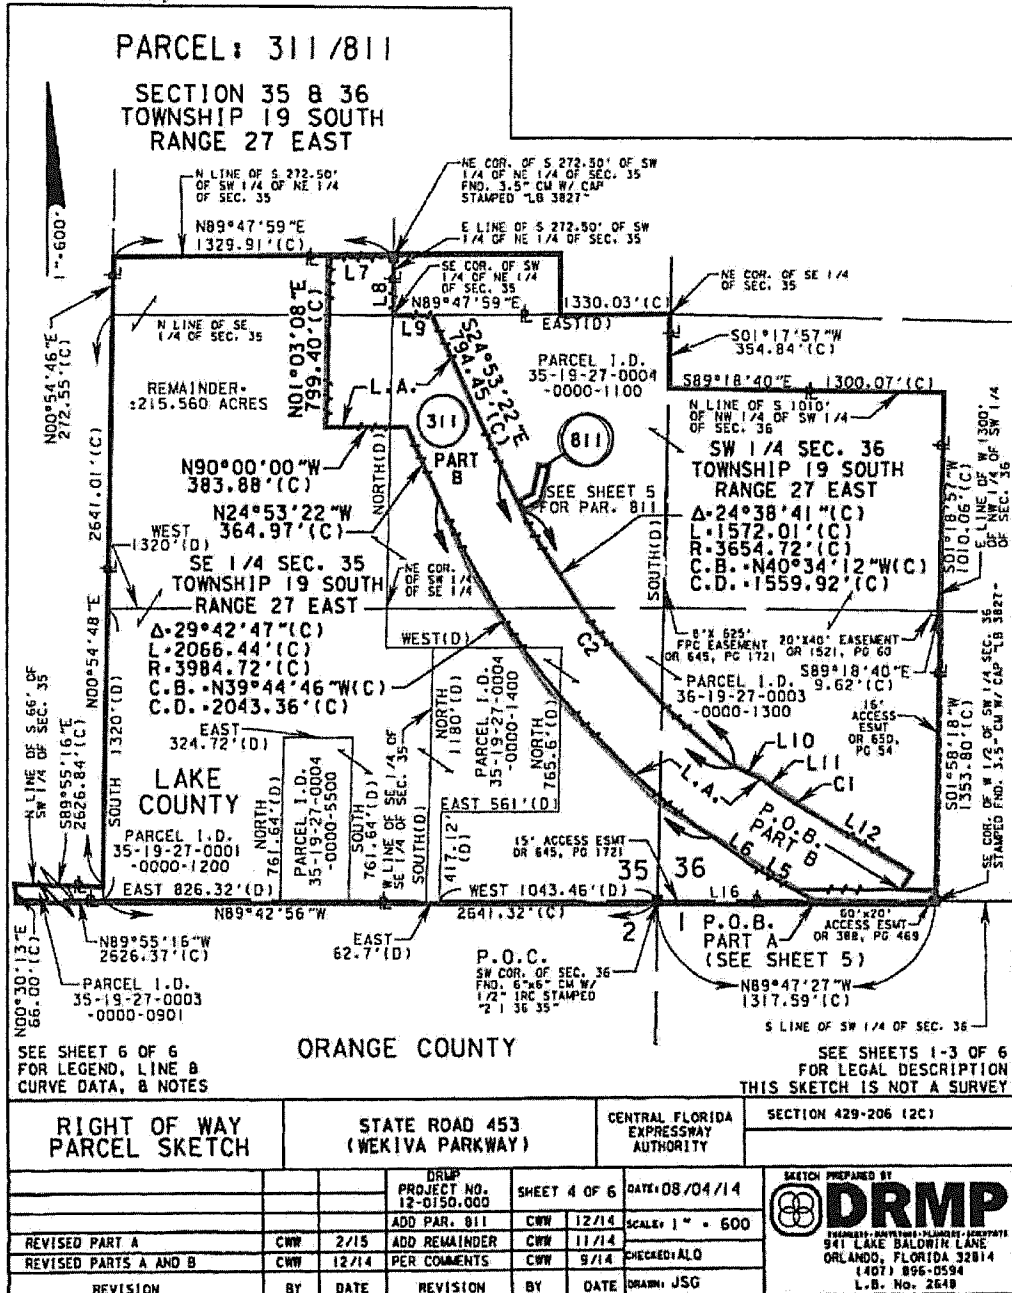 PARCEL: 311/811
SECTION 35 & 36
TOWNSHIP 19 SOUTH
RANGE 27 EAST
1"=600'
N LINE OF S 272.50'
OF SW 1/4 OF NE 1/4
OF SEC. 35
NE COR. OF S 272.50' OF SW
1/4 OF NE 1/4 OF SEC. 35
FND. 3.5" CM W/ CAP
STAMPED "LB 3827"
N89°47'59"E
1329.91'(C)
E LINE OF S 272.50' OF SW
1/4 OF NE 1/4 OF SEC. 35
L7
L8
SE COR. OF SW
1/4 OF NE 1/4
OF SEC. 35
N89°47'59"E
1330.03'(C)
EAST(D)
L9
NE COR. OF SE 1/4
OF SEC. 35
N00°54'46"E
272.55'(C)
N LINE OF SE
1/4 OF SEC. 35
N01°03'08"E
799.40'(C)
S24°53'22"E
794.45'(C)
S01°17'57"W
354.84'(C)
PARCEL I.D.
35-19-27-0004
-0000-1100
S89°18'40"E
1300.07'(C)
REMAINDER=
±215.560 ACRES
L.A.
311
PART
B
811
N LINE OF S 1010'
OF NW 1/4 OF SW 1/4
OF SEC. 36
SW 1/4 SEC. 36
TOWNSHIP 19 SOUTH
RANGE 27 EAST
Δ=24°38'41"(C)
L=1572.01'(C)
R=3654.72'(C)
C.B.=N40°34'12"W(C)
C.D.=1559.92'(C)
S01°18'57"W
1010.06'(C)
E LINE OF W 1300'
OF NW 1/4 OF SW 1/4
OF SEC. 36
N90°00'00"W
383.88'(C)
NORTH(D)
SEE SHEET 5
FOR PAR. 811
N24°53'22"W
364.97'(C)
2641.01'(C)
WEST
1320'(D)
SE 1/4 SEC. 35
TOWNSHIP 19 SOUTH
RANGE 27 EAST
NE COR.
OF SW 1/4
OF SE 1/4
SOUTH(D)
Δ=29°42'47"(C)
L=2066.44'(C)
R=3984.72'(C)
C.B.=N39°44'46"W(C)
C.D.=2043.36'(C)
WEST(D)
C2
8'X 625'
FPC EASEMENT
OR 645, PG 1721
20'X40' EASEMENT
OR 1521, PG 60
S89°18'40"E
9.62'(C)
N00°54'48"E
SOUTH 1320'(D)
PARCEL I.D.
36-19-27-0003
-0000-1300
16'
ACCESS
ESMT
OR 650,
PG 54
S01°58'18"W
1353.80'(C)
SE COR. OF W 1/2 OF SW 1/4 SEC. 36
STAMPED FND. 3.5" CM W/ CAP "LB 3827"
N LINE OF S 66' OF
SW 1/4 OF SEC. 35
S89°55'16"E
2626.84'(C)
EAST
324.72'(D)
LAKE
COUNTY
NORTH
1180'(D)
PARCEL I.D.
35-19-27-0004
-0000-1400
NORTH
765.6'(D)
NORTH
761.64'(D)
PARCEL I.D.
35-19-27-0004
-0000-5500
SOUTH
761.64'(D)
W LINE OF SE 1/4 OF
SE 1/4 OF SEC. 35
SOUTH(D)
417.12'
(D)
EAST 561'(D)
L.A.
L10
L11
C1
L12
P.O.B.
PART B
L6
L5
PARCEL I.D.
35-19-27-0001
-0000-1200
15' ACCESS ESMT
OR 645, PG 1721
35
36
EAST 826.32'(D)
WEST 1043.46'(D)
L16
N89°42'56"W
2641.32'(C)
2
1
N89°55'16"W
2626.37'(C)
EAST
62.7'(D)
P.O.C.
SW COR. OF SEC. 36
FND. 6"x6" CM W/
1/2" IRC STAMPED
"2 1 36 35"
P.O.B.
PART A
(SEE SHEET 5)
60'x20'
ACCESS ESMT
OR 388, PG 469
N89°47'27"W
1317.59'(C)
N00°30'13"E
66.00'(C)
PARCEL I.D.
35-19-27-0003
-0000-0901
S LINE OF SW 1/4 OF SEC. 36
SEE SHEET 6 OF 6
FOR LEGEND, LINE &
CURVE DATA, & NOTES
ORANGE COUNTY
SEE SHEETS 1-3 OF 6
FOR LEGAL DESCRIPTION
THIS SKETCH IS NOT A SURVEY
RIGHT OF WAY
PARCEL SKETCH
STATE ROAD 453
(WEKIVA PARKWAY)
CENTRAL FLORIDA
EXPRESSWAY
AUTHORITY
SECTION 429-206 (2C)
DRMP
PROJECT NO.
12-0150.000
SHEET 4 OF 6
DATE: 08/04/14
ADD PAR. 811 CWW 12/14
SCALE: 1" = 600
REVISED PART A CWW 2/15 ADD REMAINDER CWW 11/14
REVISED PARTS A AND B CWW 12/14 PER COMMENTS CWW 9/14
CHECKED: ALQ
REVISION BY DATE REVISION BY DATE
DRAWN: JSG
SKETCH PREPARED BY
DRMP
941 LAKE BALDWIN LANE
ORLANDO, FLORIDA 32814
(407) 896-0594
L.B. No. 2648